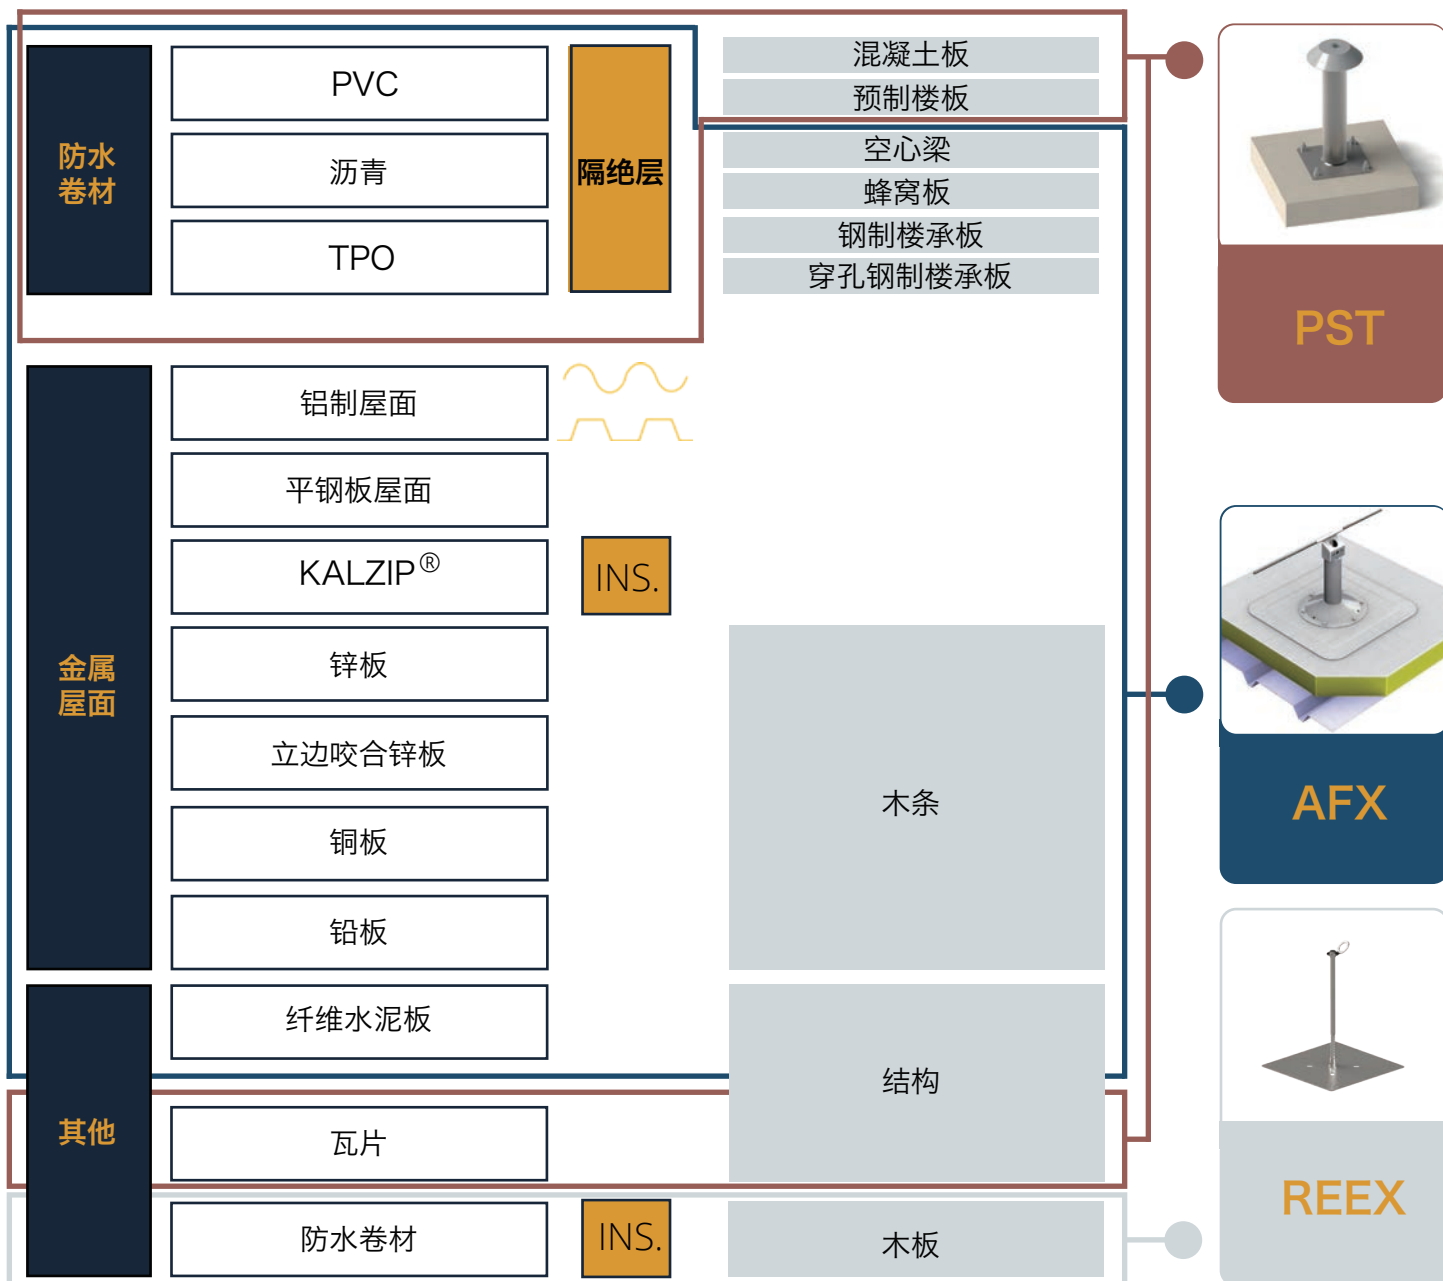 防水
卷材
PVC
沥青
TPO
隔绝层
混凝土板
预制楼板
空心梁
蜂窝板
钢制楼承板
穿孔钢制楼承板
PST
金属
屋面
铝制屋面
平钢板屋面
KALZIP®
INS.
锌板
立边咬合锌板
铜板
铅板
木条
AFX
其他
纤维水泥板
瓦片
结构
防水卷材
INS.
木板
REEX